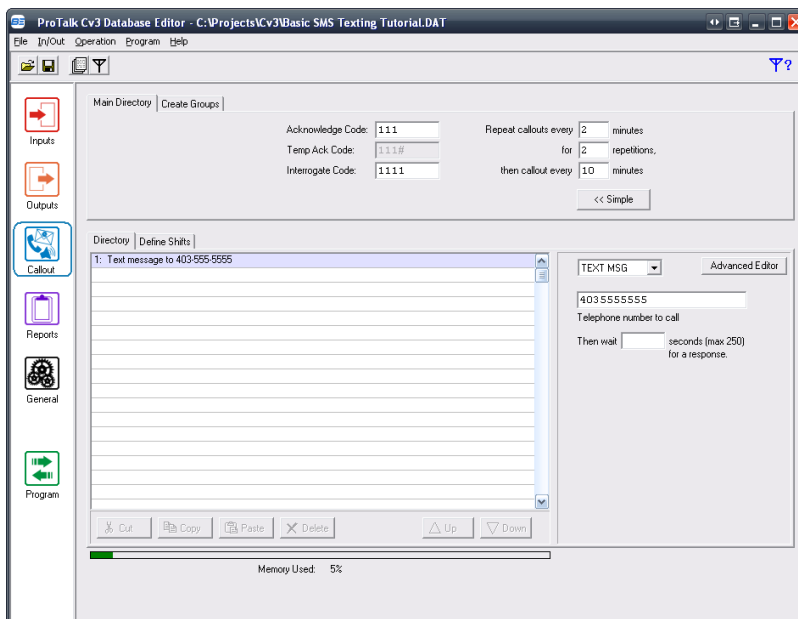 ProTalk Cv3 Database Editor - C:\Projects\Cv3\Basic SMS Texting Tutorial.DAT
File In/Out Operation Program Help
?
Inputs
Outputs
Callout
Reports
General
Program
Main Directory Create Groups
Acknowledge Code: 111 Repeat callouts every 2 minutes
Temp Ack Code: 111# for 2 repetitions,
Interrogate Code: 1111 then callout every 10 minutes
<< Simple
Directory Define Shifts
1: Text message to 403-555-5555
TEXT MSG Advanced Editor
4035555555
Telephone number to call
Then wait seconds (max 250)
for a response.
Cut Copy Paste Delete Up Down
Memory Used: 5%